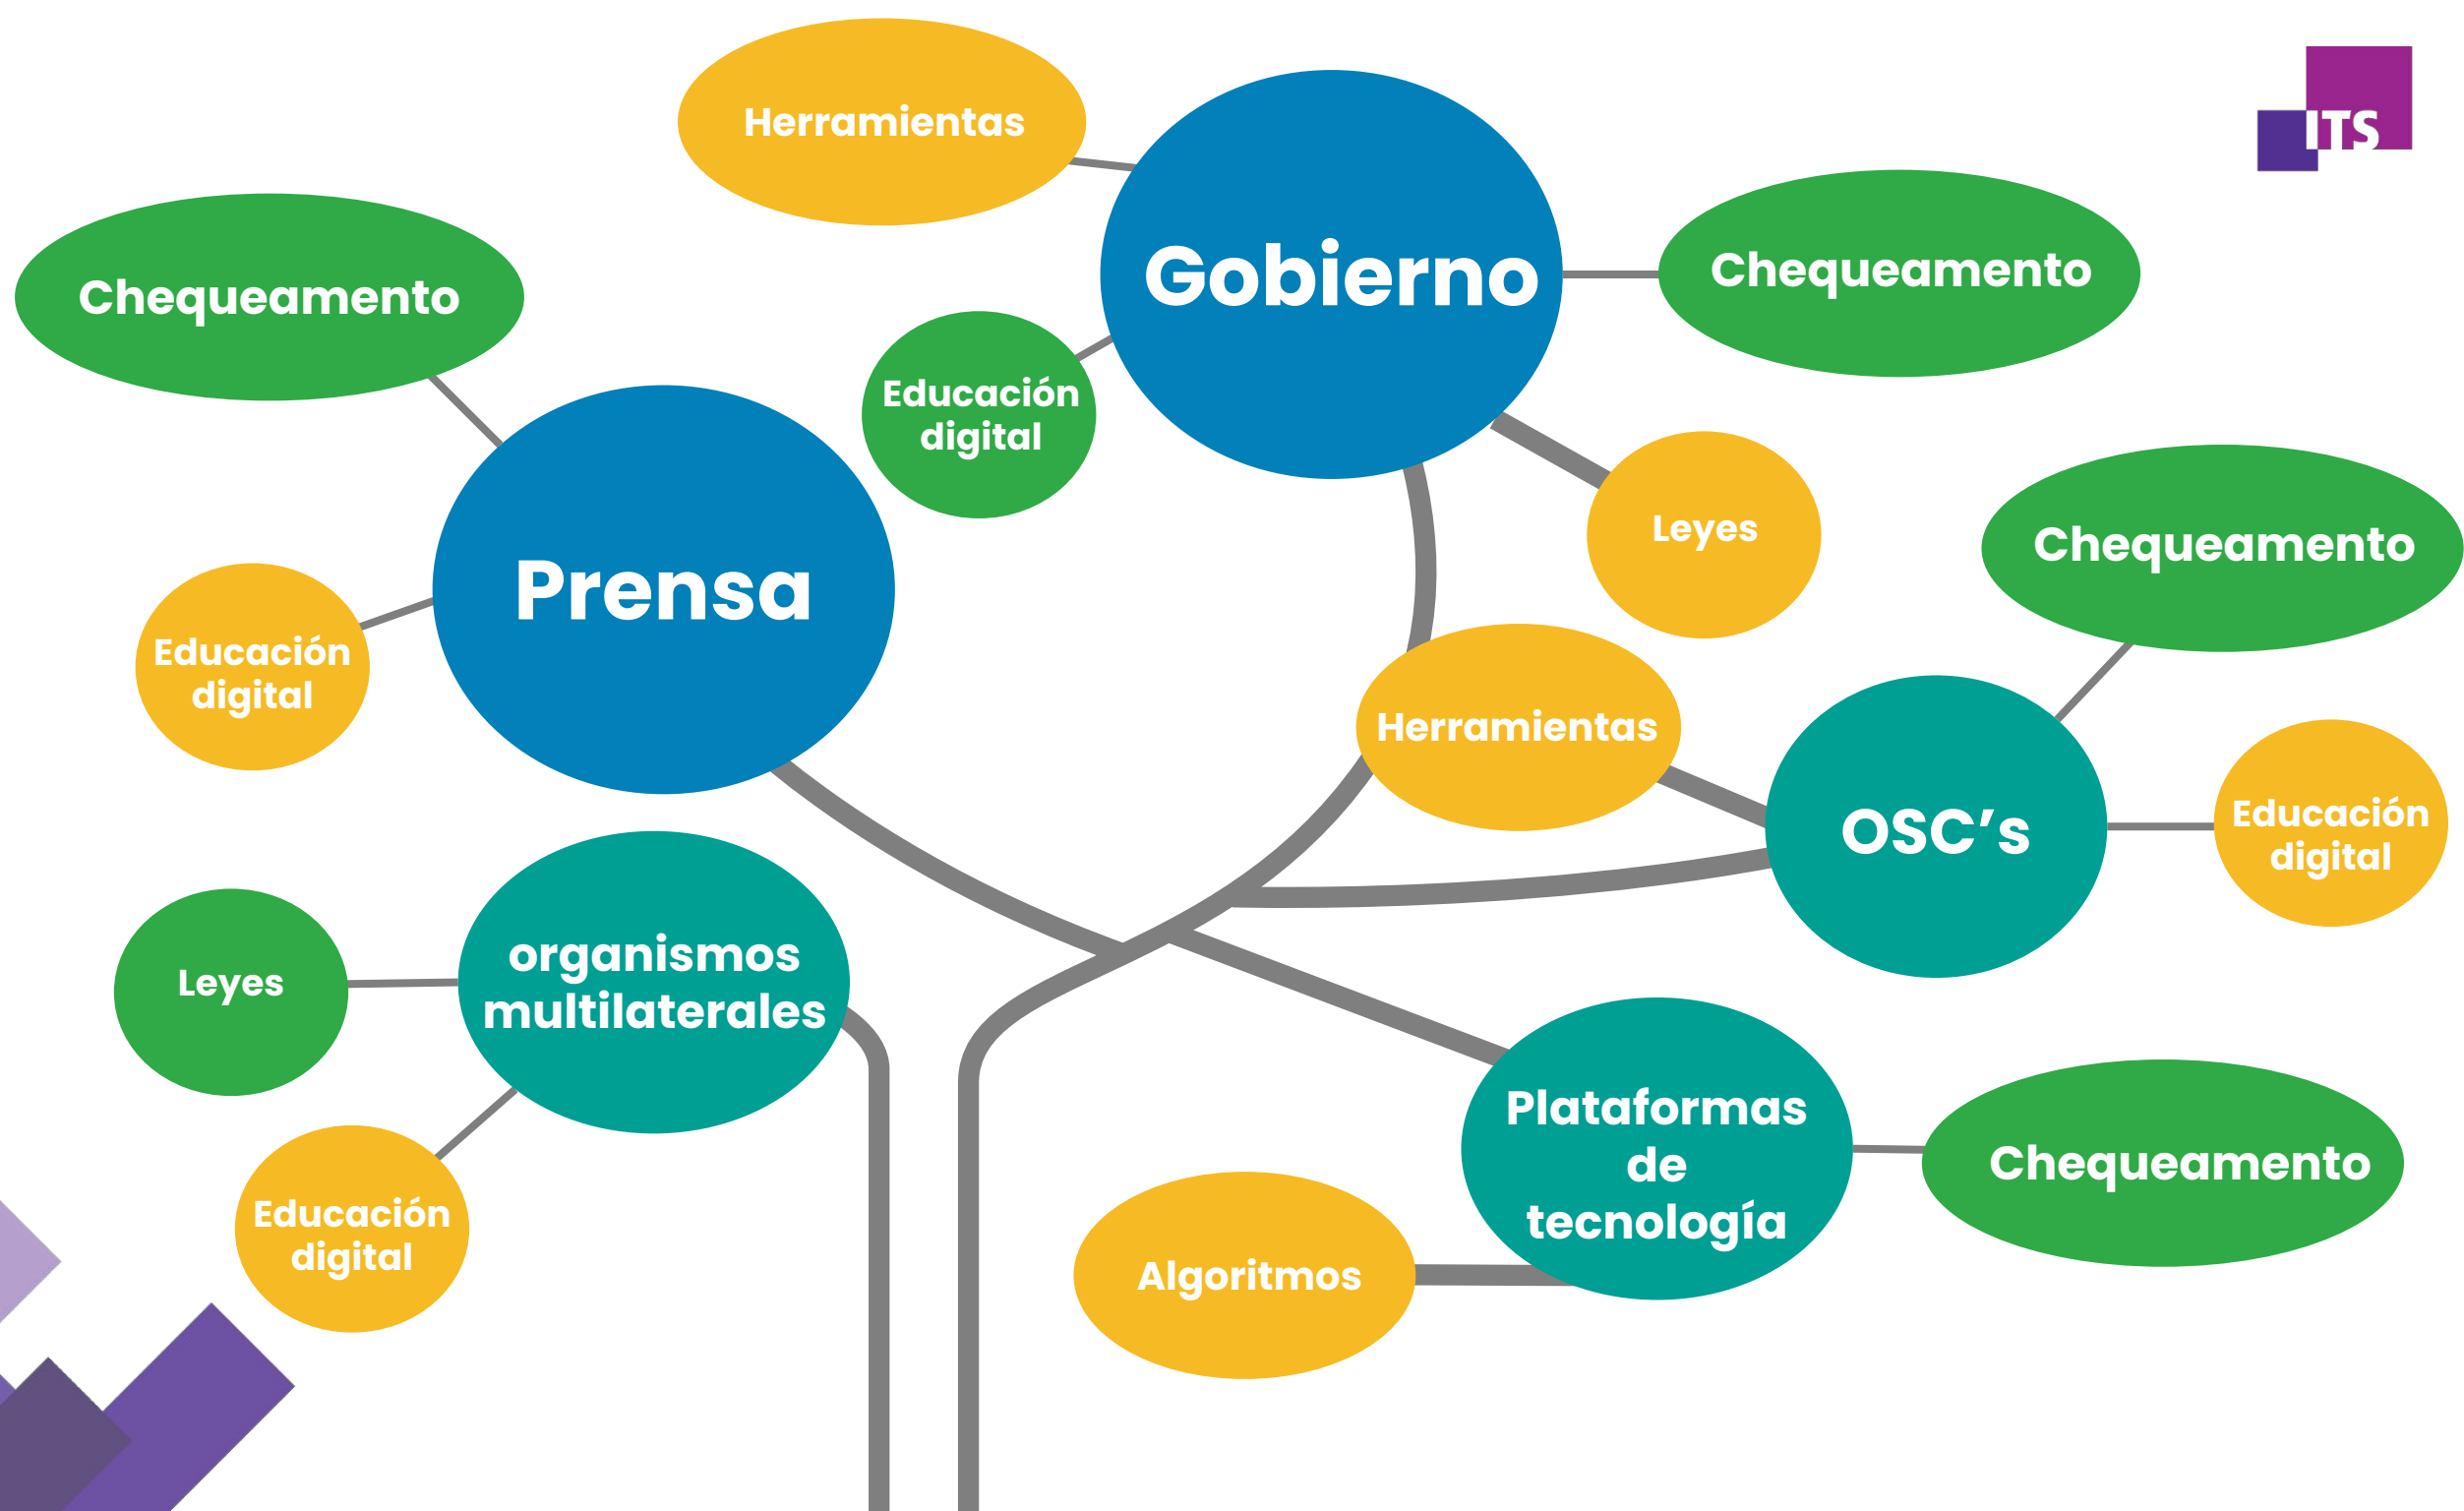 Herramientas
ITS
Gobierno
Chequeamento
Chequeamento
Educación
digital
Leyes
Chequeamento
Prensa
Educación
digital
Herramientas
OSC’s
Educación
digital
organismos
multilaterales
Leyes
Plataformas
de
tecnología
Chequeamento
Educación
digital
Algoritmos